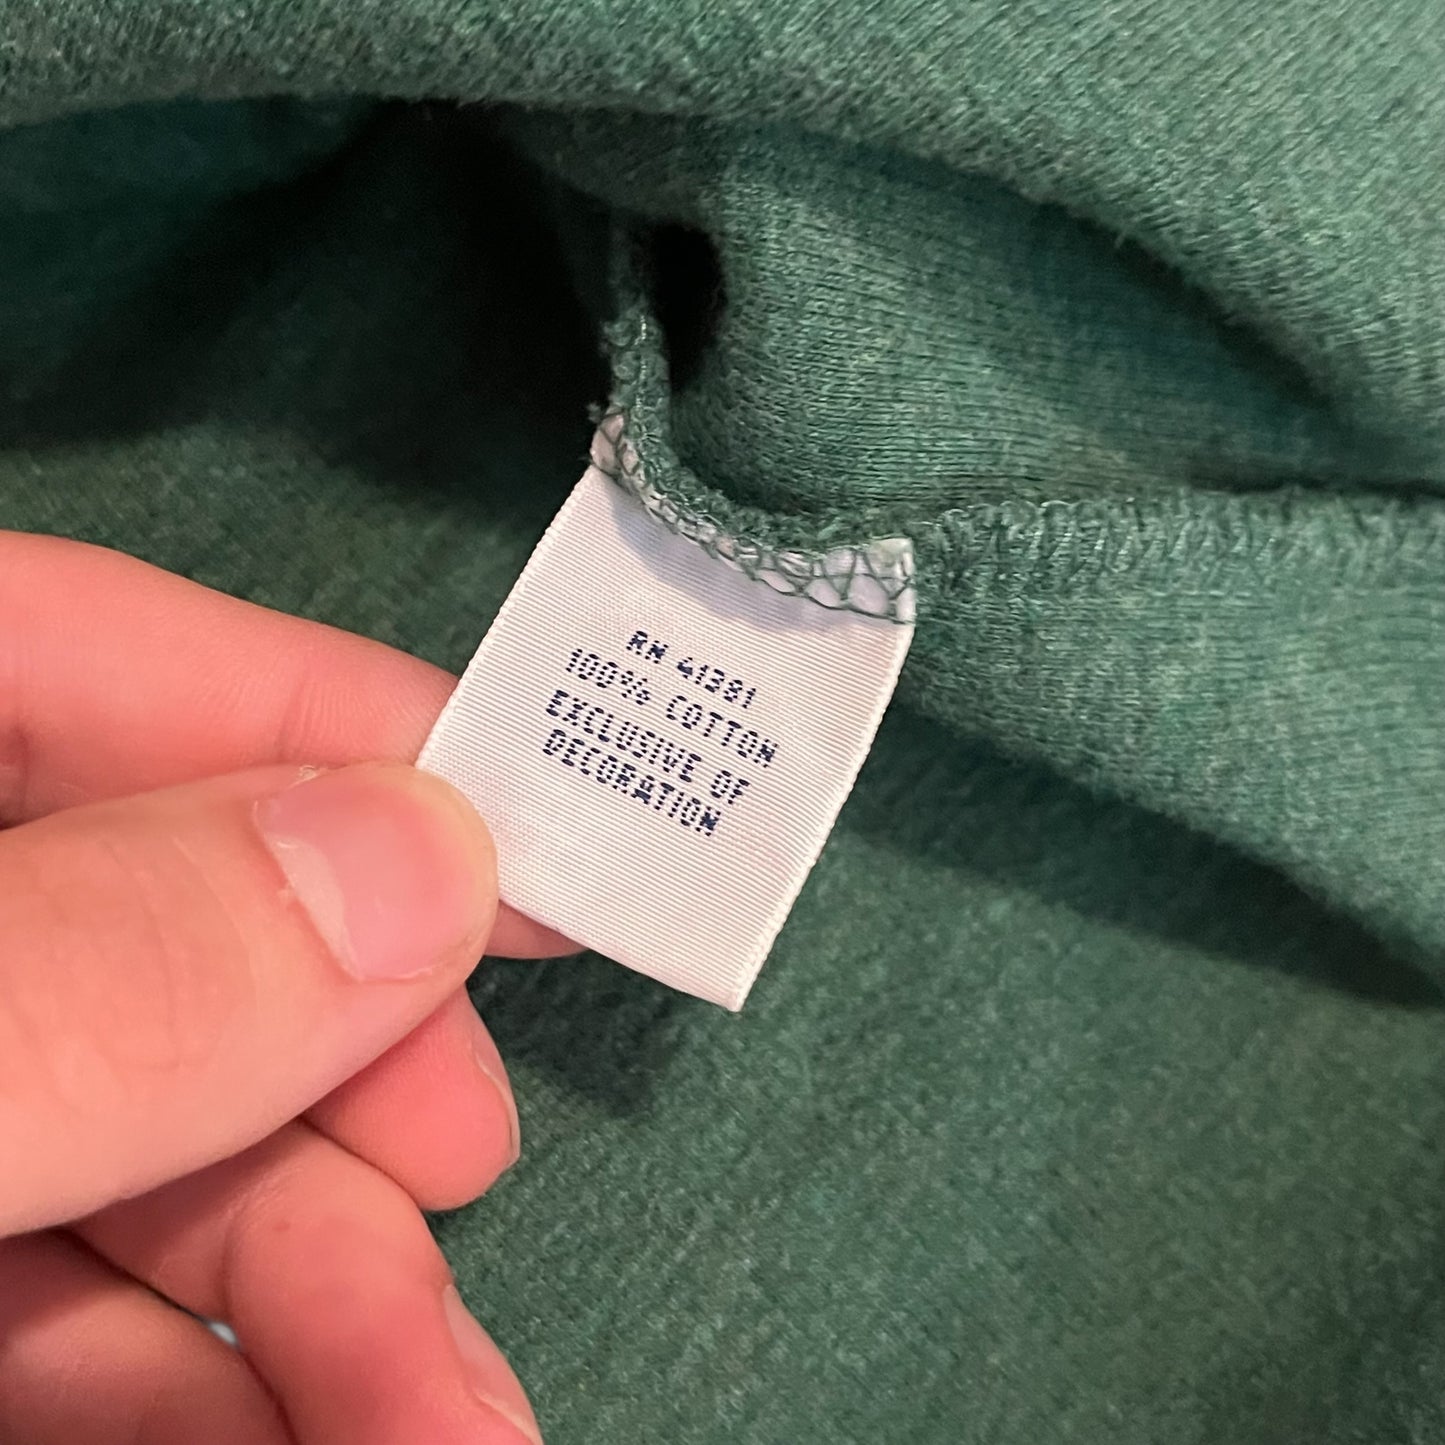 RN 41381
100% COTTON
EXCLUSIVE OF
DECORATION